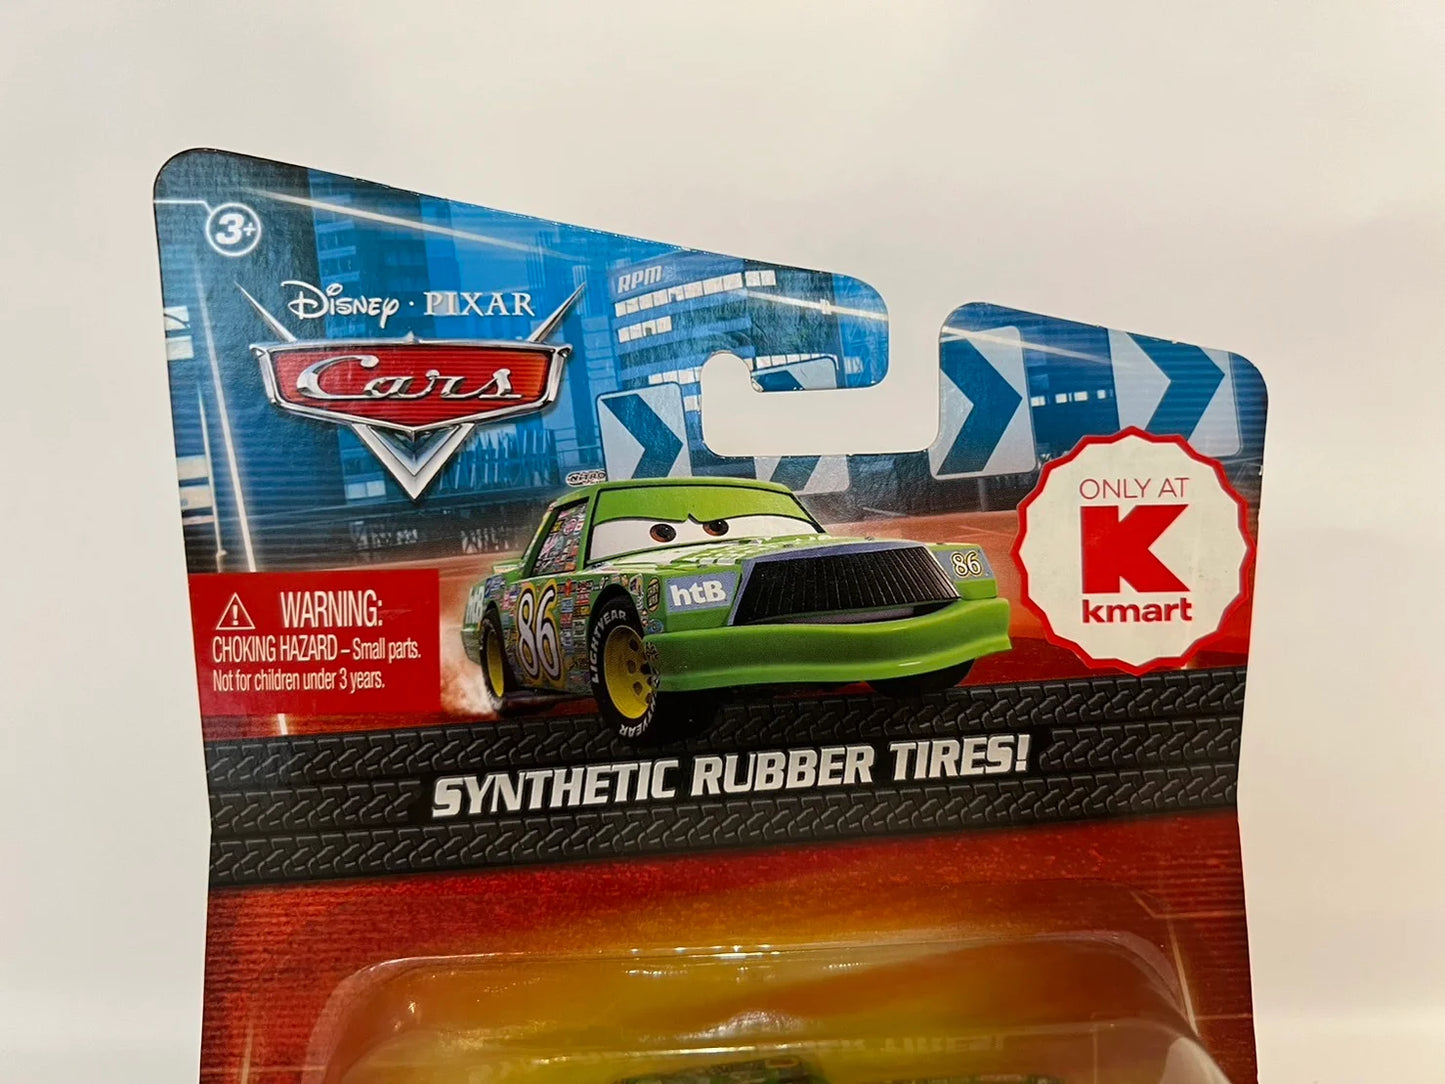 3+
DISNEY · PIXAR
Cars
RPM
ONLY AT
K
kmart
NITRO
htB
86
86
LIGHTYEAR
WARNING:
CHOKING HAZARD – Small parts.
Not for children under 3 years.
SYNTHETIC RUBBER TIRES!